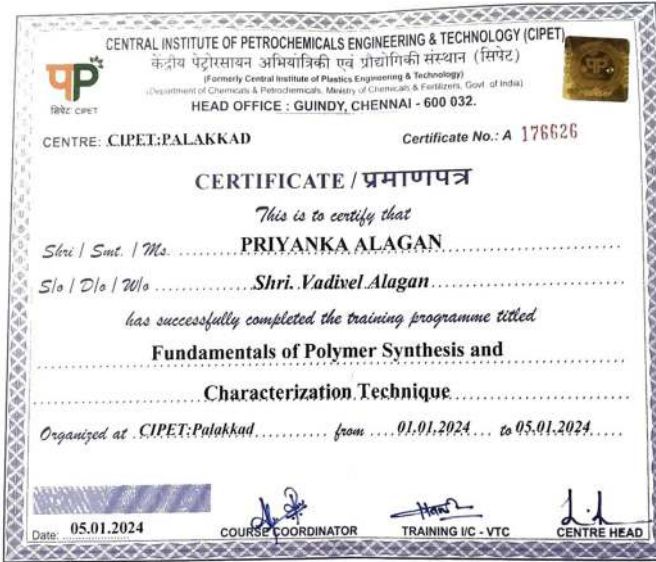 CENTRAL INSTITUTE OF PETROCHEMICALS ENGINEERING & TECHNOLOGY (CIPET)
केंद्रीय पेट्रोरसायन अभियांत्रिकी एवं प्रौद्योगिकी संस्थान (सिपेट)
(Formerly Central Institute of Plastics Engineering & Technology)
(Department of Chemicals & Petrochemicals, Ministry of Chemicals & Fertilizers, Govt. of India)
HEAD OFFICE : GUINDY, CHENNAI - 600 032.
सिपेट CIPET
CENTRE: CIPET:PALAKKAD Certificate No.: A 176626
CERTIFICATE / प्रमाणपत्र
This is to certify that
Shri / Smt. / Ms. PRIYANKA ALAGAN
S/o / D/o / W/o Shri. Vadivel Alagan
has successfully completed the training programme titled
Fundamentals of Polymer Synthesis and
Characterization Technique
Organized at CIPET:Palakkad from 01.01.2024 to 05.01.2024
Date: 05.01.2024 COURSE COORDINATOR TRAINING I/C - VTC CENTRE HEAD